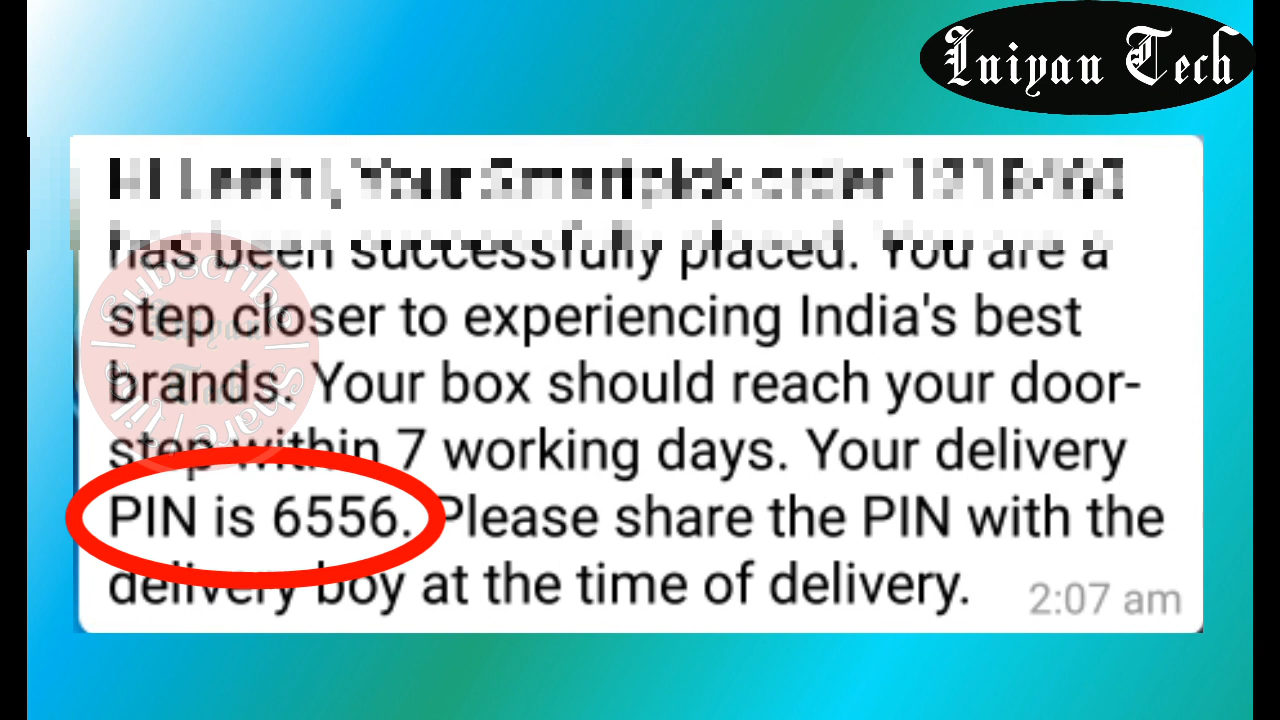 Iniyan Tech
has been successfully placed. You are a
step closer to experiencing India's best
brands. Your box should reach your door-
step within 7 working days. Your delivery
PIN is 6556. Please share the PIN with the
delivery boy at the time of delivery.
2:07 am
Subscribe
Share